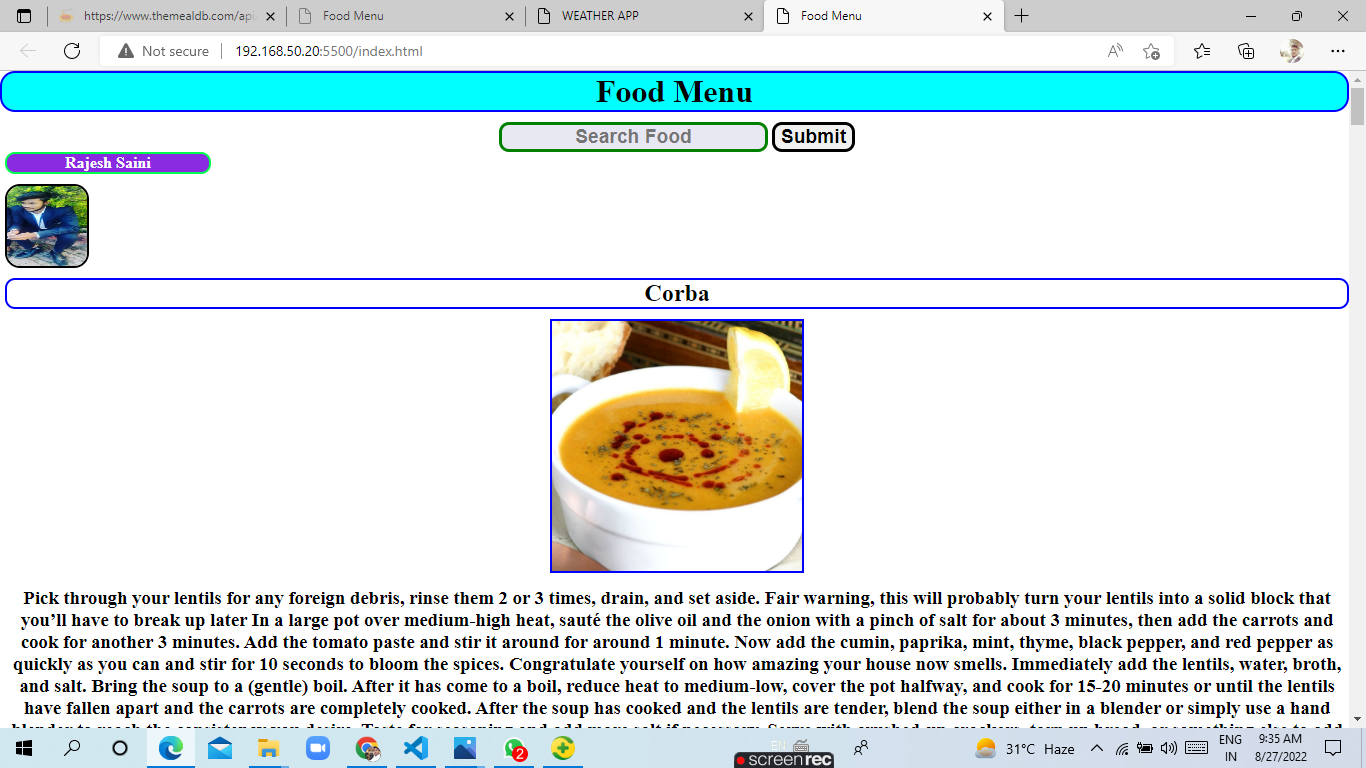 https://www.themealdb.com/api
Food Menu
WEATHER APP
Food Menu
Not secure
192.168.50.20:5500/index.html
Food Menu
Search Food
Submit
Rajesh Saini
Corba
Pick through your lentils for any foreign debris, rinse them 2 or 3 times, drain, and set aside. Fair warning, this will probably turn your lentils into a solid block that
you’ll have to break up later In a large pot over medium-high heat, sauté the olive oil and the onion with a pinch of salt for about 3 minutes, then add the carrots and
cook for another 3 minutes. Add the tomato paste and stir it around for around 1 minute. Now add the cumin, paprika, mint, thyme, black pepper, and red pepper as
quickly as you can and stir for 10 seconds to bloom the spices. Congratulate yourself on how amazing your house now smells. Immediately add the lentils, water, broth,
and salt. Bring the soup to a (gentle) boil. After it has come to a boil, reduce heat to medium-low, cover the pot halfway, and cook for 15-20 minutes or until the lentils
have fallen apart and the carrots are completely cooked. After the soup has cooked and the lentils are tender, blend the soup either in a blender or simply use a hand
2
screenrec
31°C Haze
ENG
IN
9:35 AM
8/27/2022